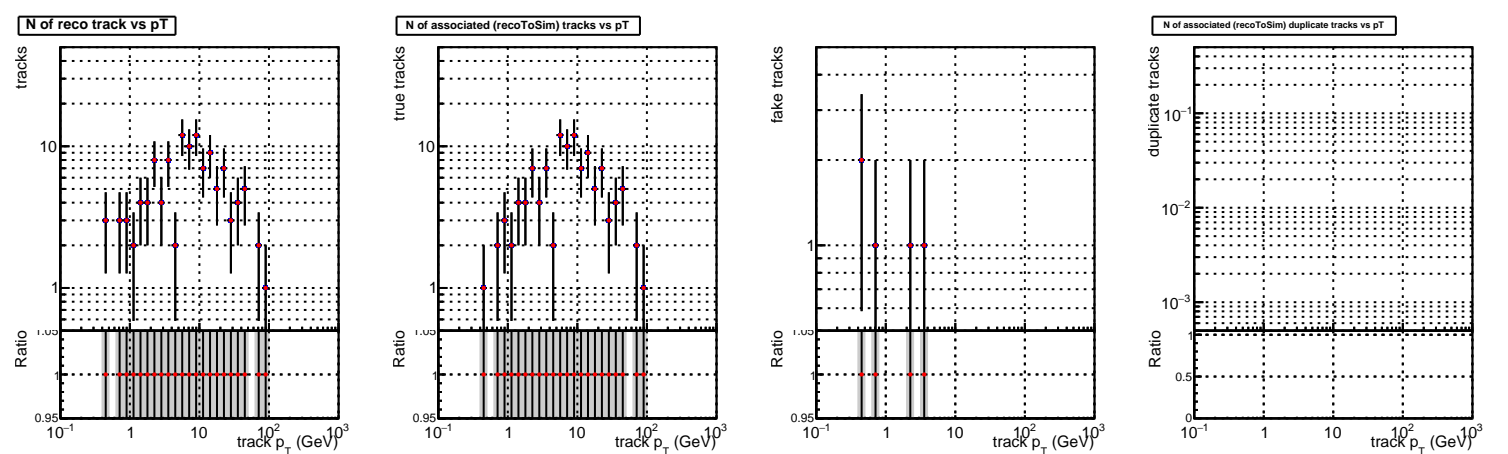 N of reco track vs pT
tracks
10
1
1.05
Ratio
1
0.95
10⁻¹ 1 10 10² 10³
track pT (GeV)
N of associated (recoToSim) tracks vs pT
true tracks
10
1
1.05
Ratio
1
0.95
10⁻¹ 1 10 10² 10³
track pT (GeV)
fake tracks
1
1.05
Ratio
1
0.95
10⁻¹ 1 10 10² 10³
track pT (GeV)
N of associated (recoToSim) duplicate tracks vs pT
duplicate tracks
10⁻¹
10⁻²
10⁻³
Ratio
1
0.5
0
10⁻¹ 1 10 10² 10³
track pT (GeV)